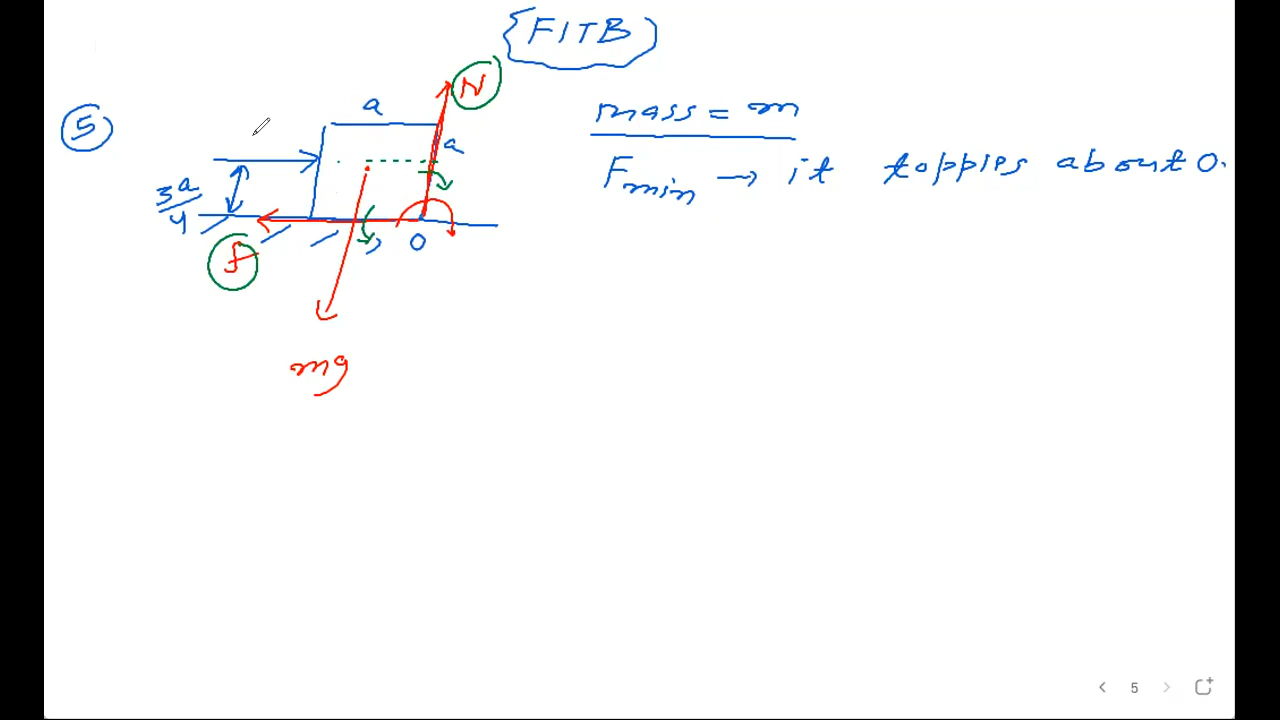 {FITB}
5
N
a
mass = m
a
Fmin → it topples about O.
3a/4
f
O
mg
5